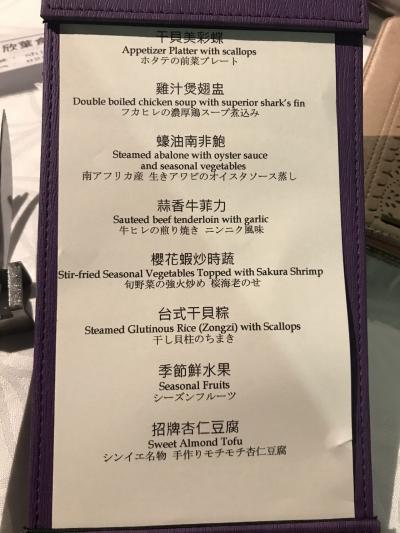 欣葉
干貝美彩蝶
Appetizer Platter with scallops
ホタテの前菜プレート
雞汁煲翅盅
Double boiled chicken soup with superior shark's fin
フカヒレの濃厚鶏スープ煮込み
蠔油南非鮑
Steamed abalone with oyster sauce
and seasonal vegetables
南アフリカ産 生きアワビのオイスタソース蒸し
蒜香牛菲力
Sauteed beef tenderloin with garlic
牛ヒレの煎り焼き ニンニク風味
櫻花蝦炒時蔬
Stir-fried Seasonal Vegetables Topped with Sakura Shrimp
旬野菜の強火炒め 桜海老のせ
台式干貝粽
Steamed Glutinous Rice (Zongzi) with Scallops
干し貝柱のちまき
季節鮮水果
Seasonal Fruits
シーズンフルーツ
招牌杏仁豆腐
Sweet Almond Tofu
シンイエ名物 手作りモチモチ杏仁豆腐